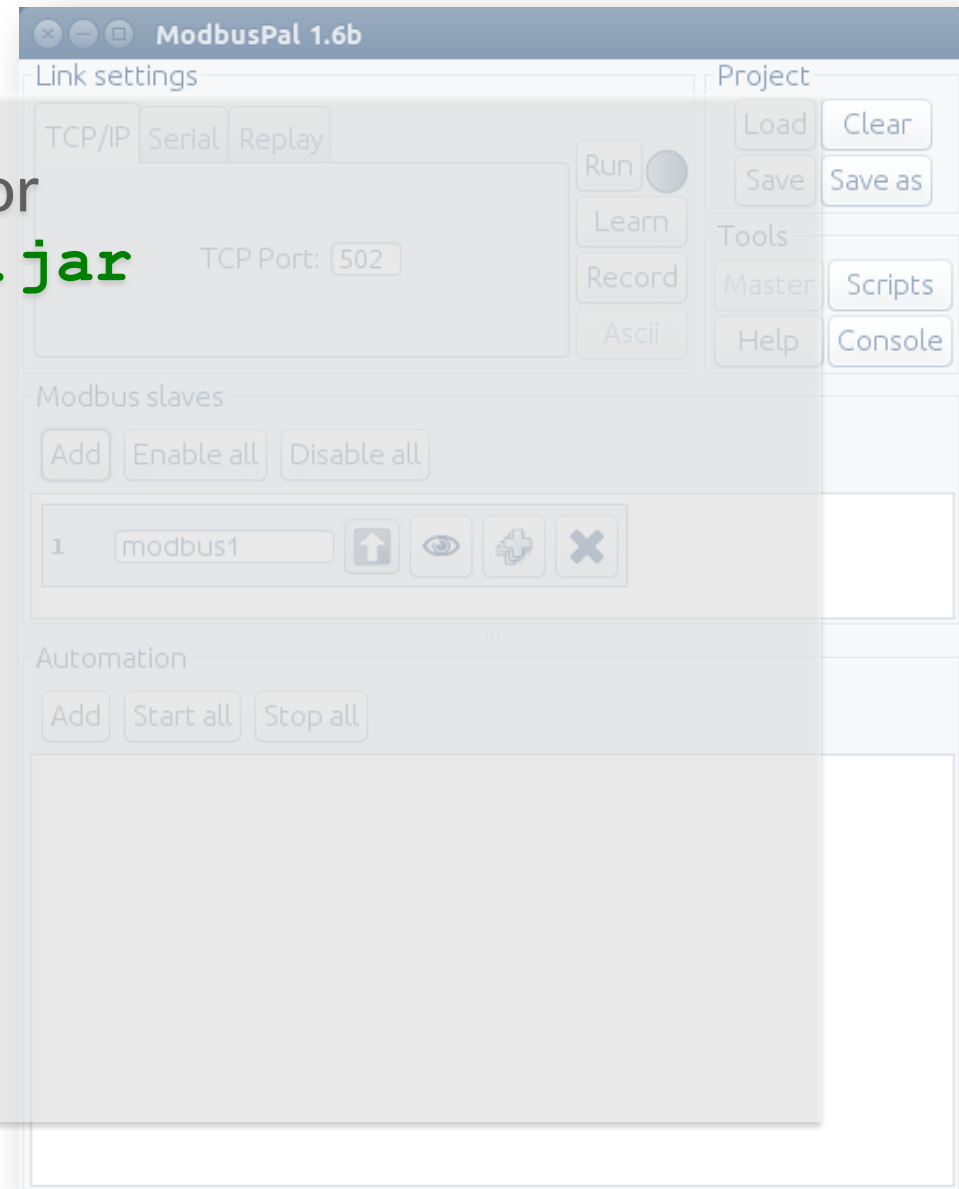 ModbusPal 1.6b
Link settings
TCP/IP Serial Replay
TCP Port: 502
Run
Learn
Record
Ascii
Project
Load Clear
Save Save as
Tools
Master Scripts
Help Console
or
.jar
Modbus slaves
Add Enable all Disable all
1 modbus1
Automation
Add Start all Stop all